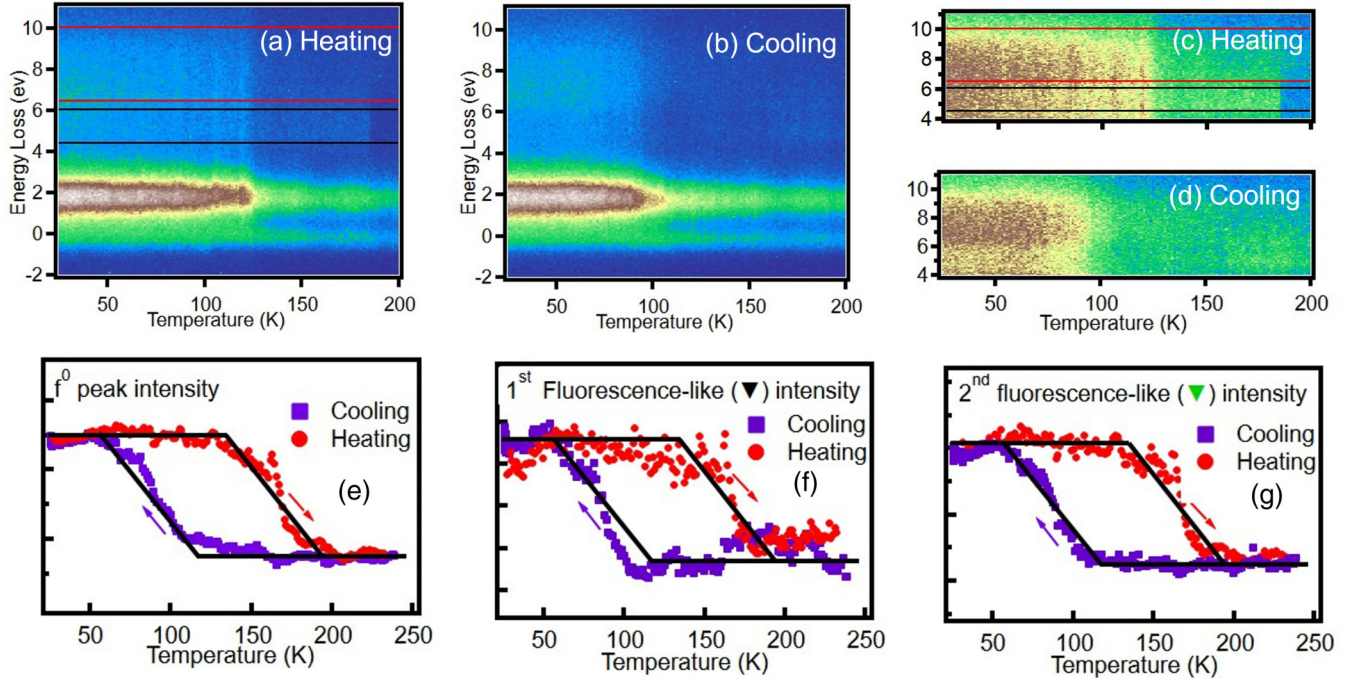 (a) Heating
10
8
6
4
2
0
-2
Energy Loss (ev)
50
100
150
200
Temperature (K)
(b) Cooling
10
8
6
4
2
0
-2
50
100
150
200
Temperature (K)
(c) Heating
10
8
6
4
(d) Cooling
10
8
6
4
50
100
150
200
Temperature (K)
f⁰ peak intensity
Cooling
Heating
(e)
50
100
150
200
250
Temperature (K)
1ˢᵗ Fluorescence-like (▼) intensity
Cooling
Heating
(f)
50
100
150
200
250
Temperature (K)
2ⁿᵈ fluorescence-like (▼) intensity
Cooling
Heating
(g)
50
100
150
200
250
Temperature (K)